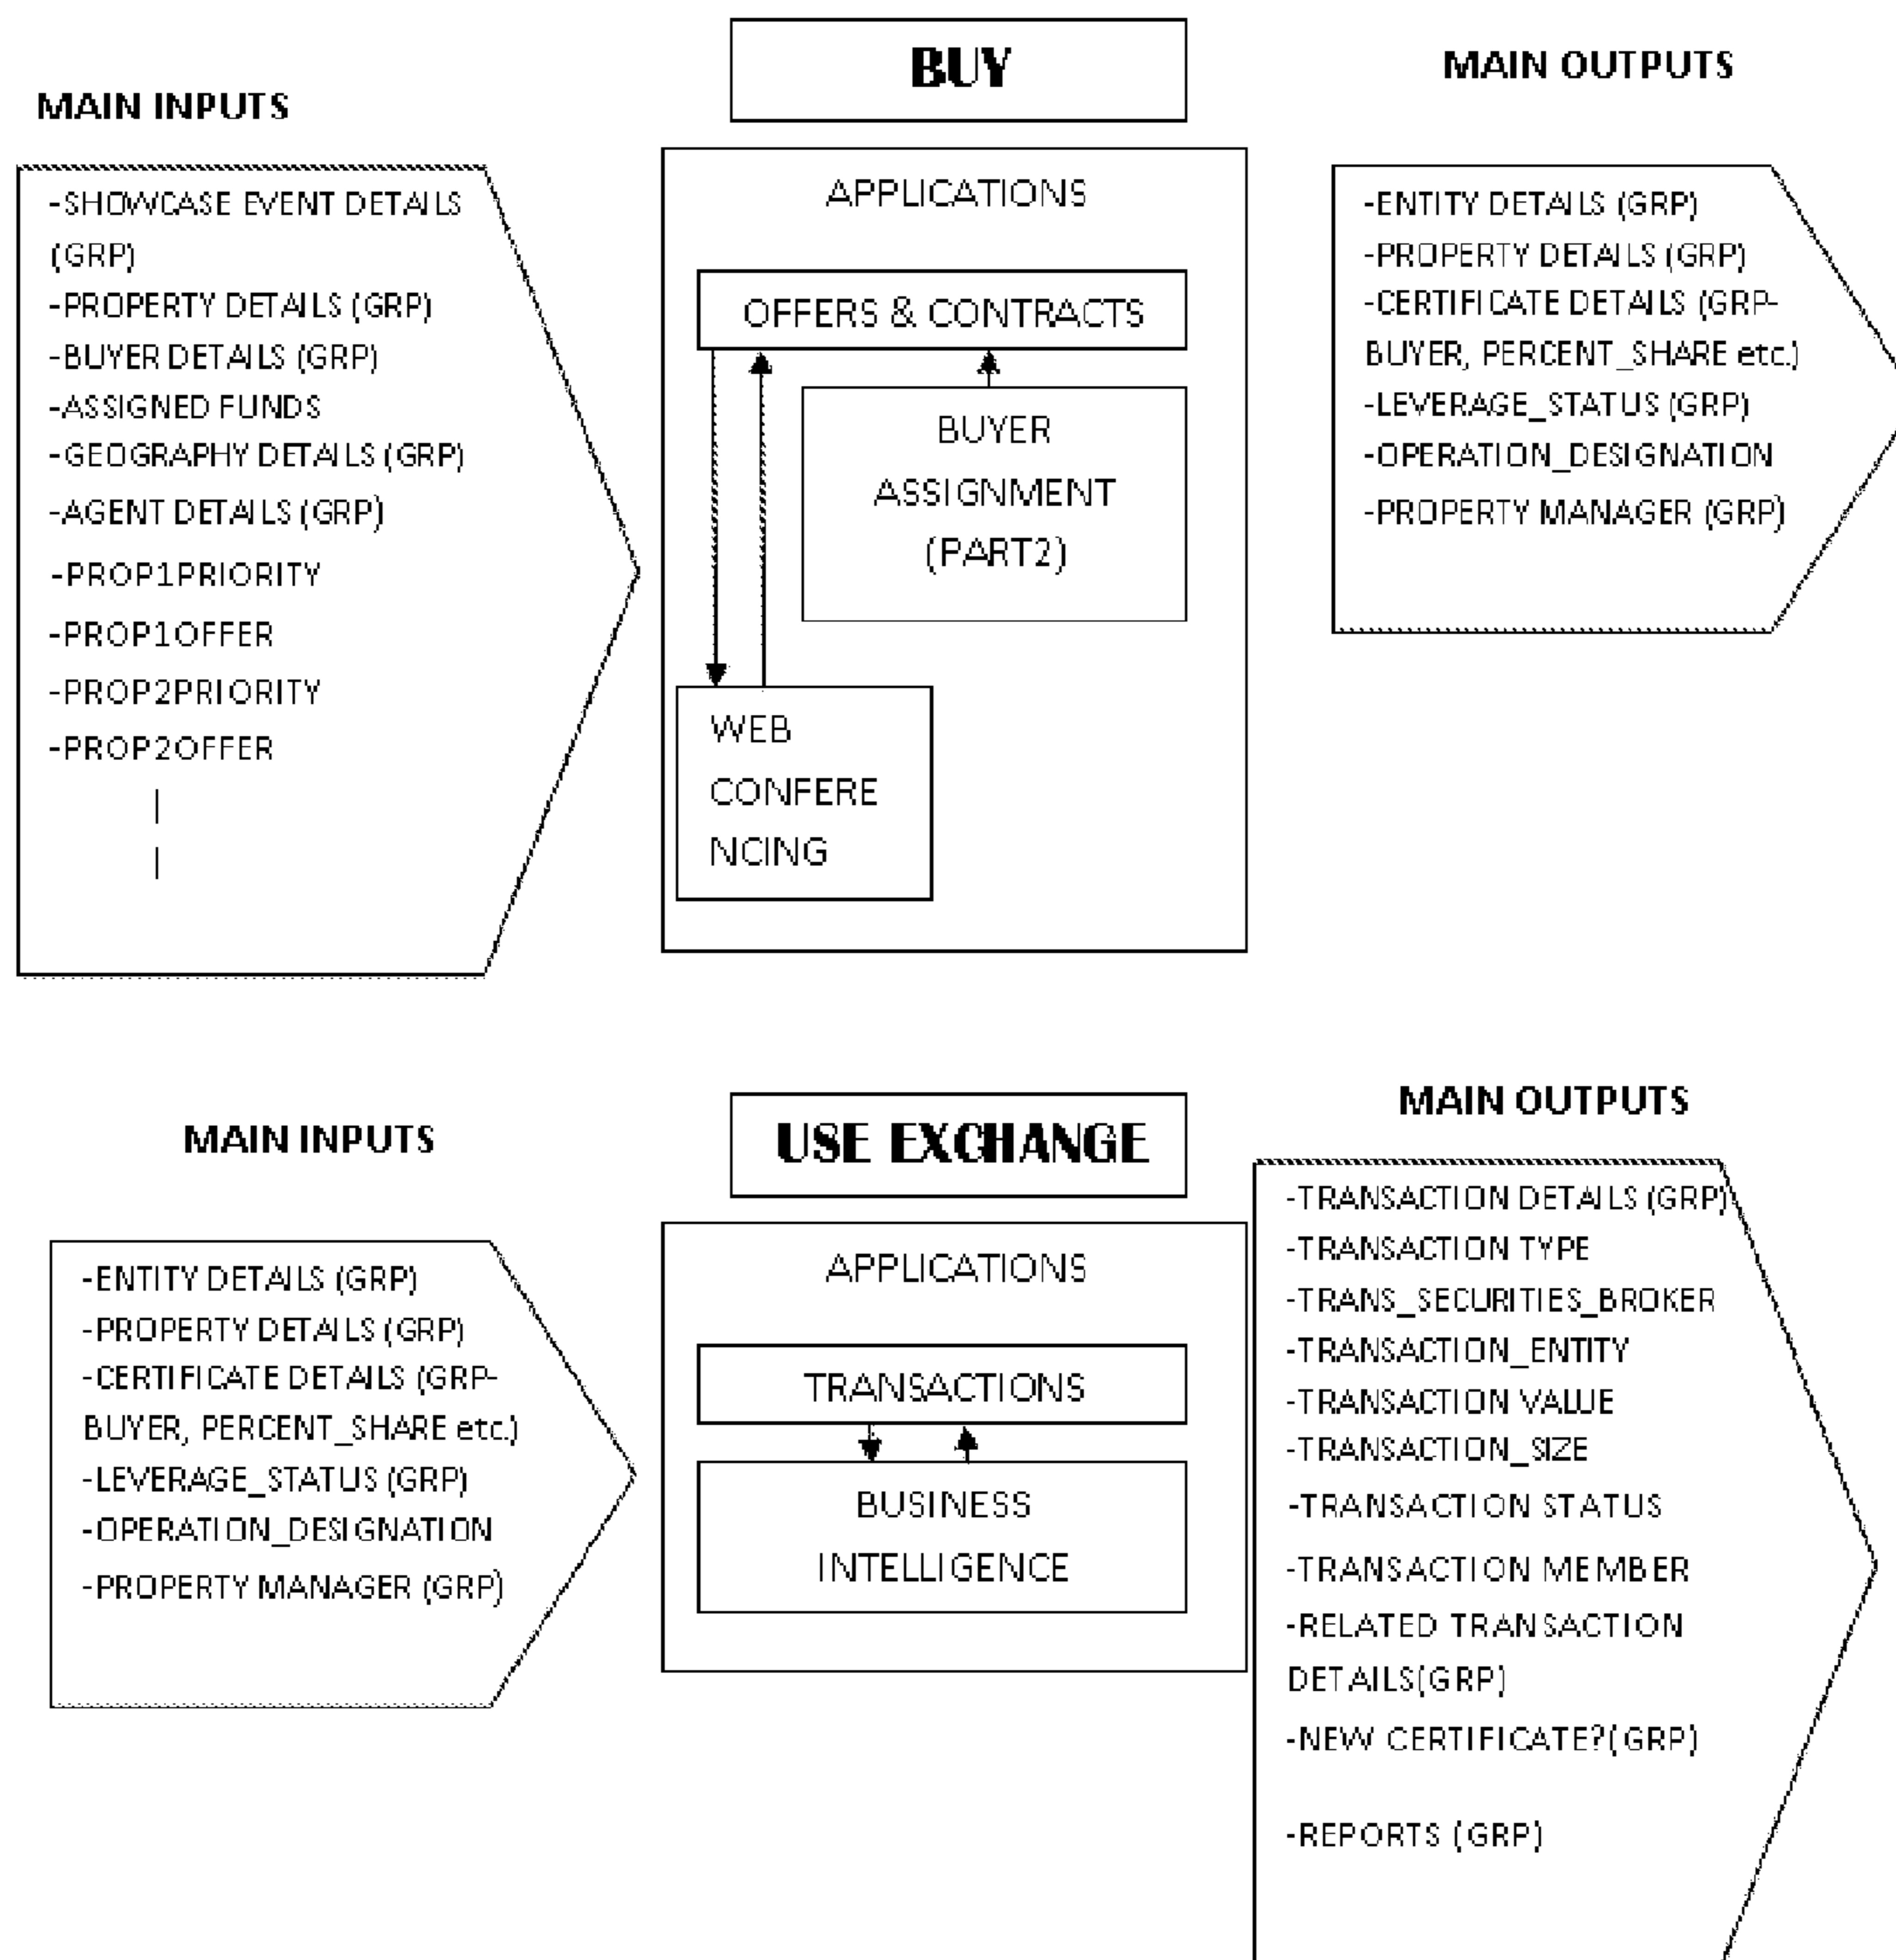 BUY
MAIN INPUTS
-SHOWCASE EVENT DETAILS
(GRP)
-PROPERTY DETAILS (GRP)
-BUYER DETAILS (GRP)
-ASSIGNED FUNDS
-GEOGRAPHY DETAILS (GRP)
-AGENT DETAILS (GRP)
-PROP1PRIORITY
-PROP1OFFER
-PROP2PRIORITY
-PROP2OFFER
|
|
APPLICATIONS
OFFERS & CONTRACTS
BUYER
ASSIGNMENT
(PART2)
WEB
CONFERE
NCING
MAIN OUTPUTS
-ENTITY DETAILS (GRP)
-PROPERTY DETAILS (GRP)
-CERTIFICATE DETAILS (GRP-
BUYER, PERCENT_SHARE etc.)
-LEVERAGE_STATUS (GRP)
-OPERATION_DESIGNATION
-PROPERTY MANAGER (GRP)
USE EXCHANGE
MAIN INPUTS
-ENTITY DETAILS (GRP)
-PROPERTY DETAILS (GRP)
-CERTIFICATE DETAILS (GRP-
BUYER, PERCENT_SHARE etc.)
-LEVERAGE_STATUS (GRP)
-OPERATION_DESIGNATION
-PROPERTY MANAGER (GRP)
APPLICATIONS
TRANSACTIONS
BUSINESS
INTELLIGENCE
MAIN OUTPUTS
-TRANSACTION DETAILS (GRP)
-TRANSACTION TYPE
-TRANS_SECURITIES_BROKER
-TRANSACTION_ENTITY
-TRANSACTION VALUE
-TRANSACTION_SIZE
-TRANSACTION STATUS
-TRANSACTION MEMBER
-RELATED TRANSACTION
DETAILS(GRP)
-NEW CERTIFICATE?(GRP)
-REPORTS (GRP)